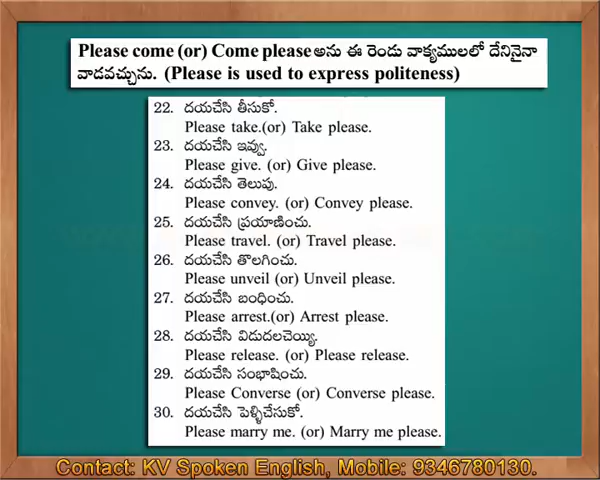 Please come (or) Come please అను ఈ రెండు వాక్యములలో దేనినైనా
వాడవచ్చును. (Please is used to express politeness)
22. దయచేసి తీసుకో.
Please take.(or) Take please.
23. దయచేసి ఇవ్వు.
Please give. (or) Give please.
24. దయచేసి తెలుపు.
Please convey. (or) Convey please.
25. దయచేసి ప్రయాణించు.
Please travel. (or) Travel please.
26. దయచేసి తొలగించు.
Please unveil (or) Unveil please.
27. దయచేసి బంధించు.
Please arrest.(or) Arrest please.
28. దయచేసి విడుదలచెయ్యి.
Please release. (or) Please release.
29. దయచేసి సంభాషించు.
Please Converse (or) Converse please.
30. దయచేసి పెళ్ళిచేసుకో.
Please marry me. (or) Marry me please.
Contact: KV Spoken English, Mobile: 9346780130.